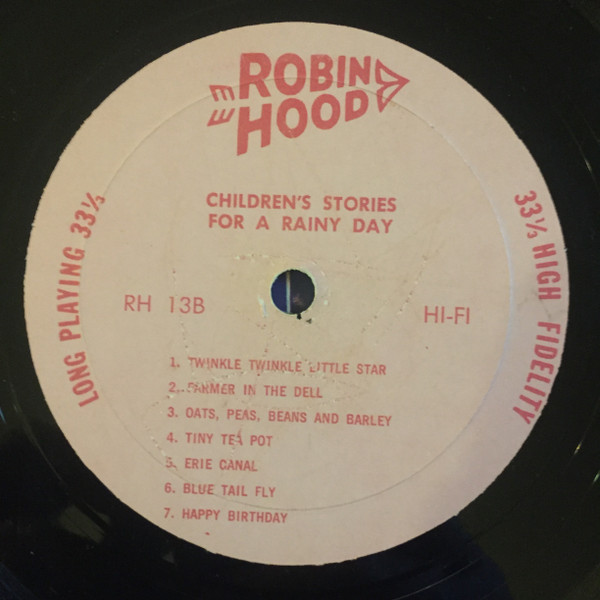 ROBIN
HOOD
CHILDREN'S STORIES
FOR A RAINY DAY
LONG PLAYING 33⅓
33⅓ HIGH FIDELITY
RH 13B
HI-FI
1. TWINKLE TWINKLE LITTLE STAR
2. FARMER IN THE DELL
3. OATS, PEAS, BEANS AND BARLEY
4. TINY TEA POT
5. ERIE CANAL
6. BLUE TAIL FLY
7. HAPPY BIRTHDAY